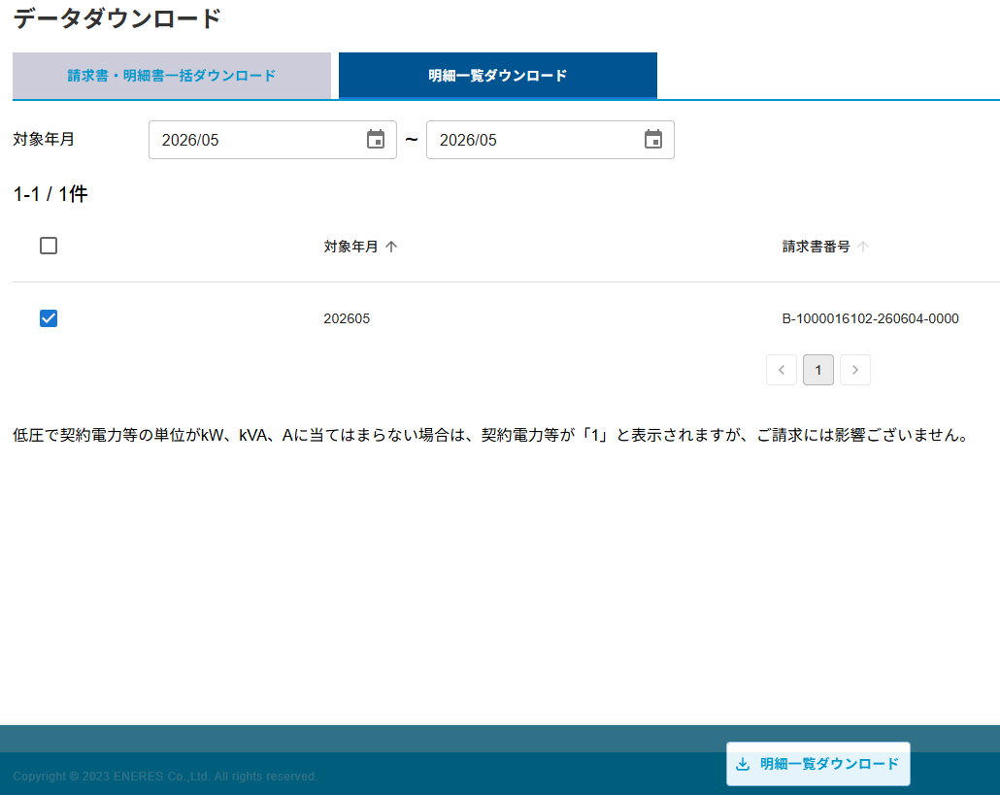 データダウンロード
請求書・明細書一括ダウンロード
明細一覧ダウンロード
対象年月
2026/05
~
2026/05
1-1 / 1件
対象年月 ↑
請求書番号 ↑
202605
B-1000016102-260604-0000
< 1 >
低圧で契約電力等の単位がkW、kVA、Aに当てはまらない場合は、契約電力等が「1」と表示されますが、ご請求には影響ございません。
明細一覧ダウンロード
Copyright © 2023 ENERES Co.,Ltd. All rights reserved.